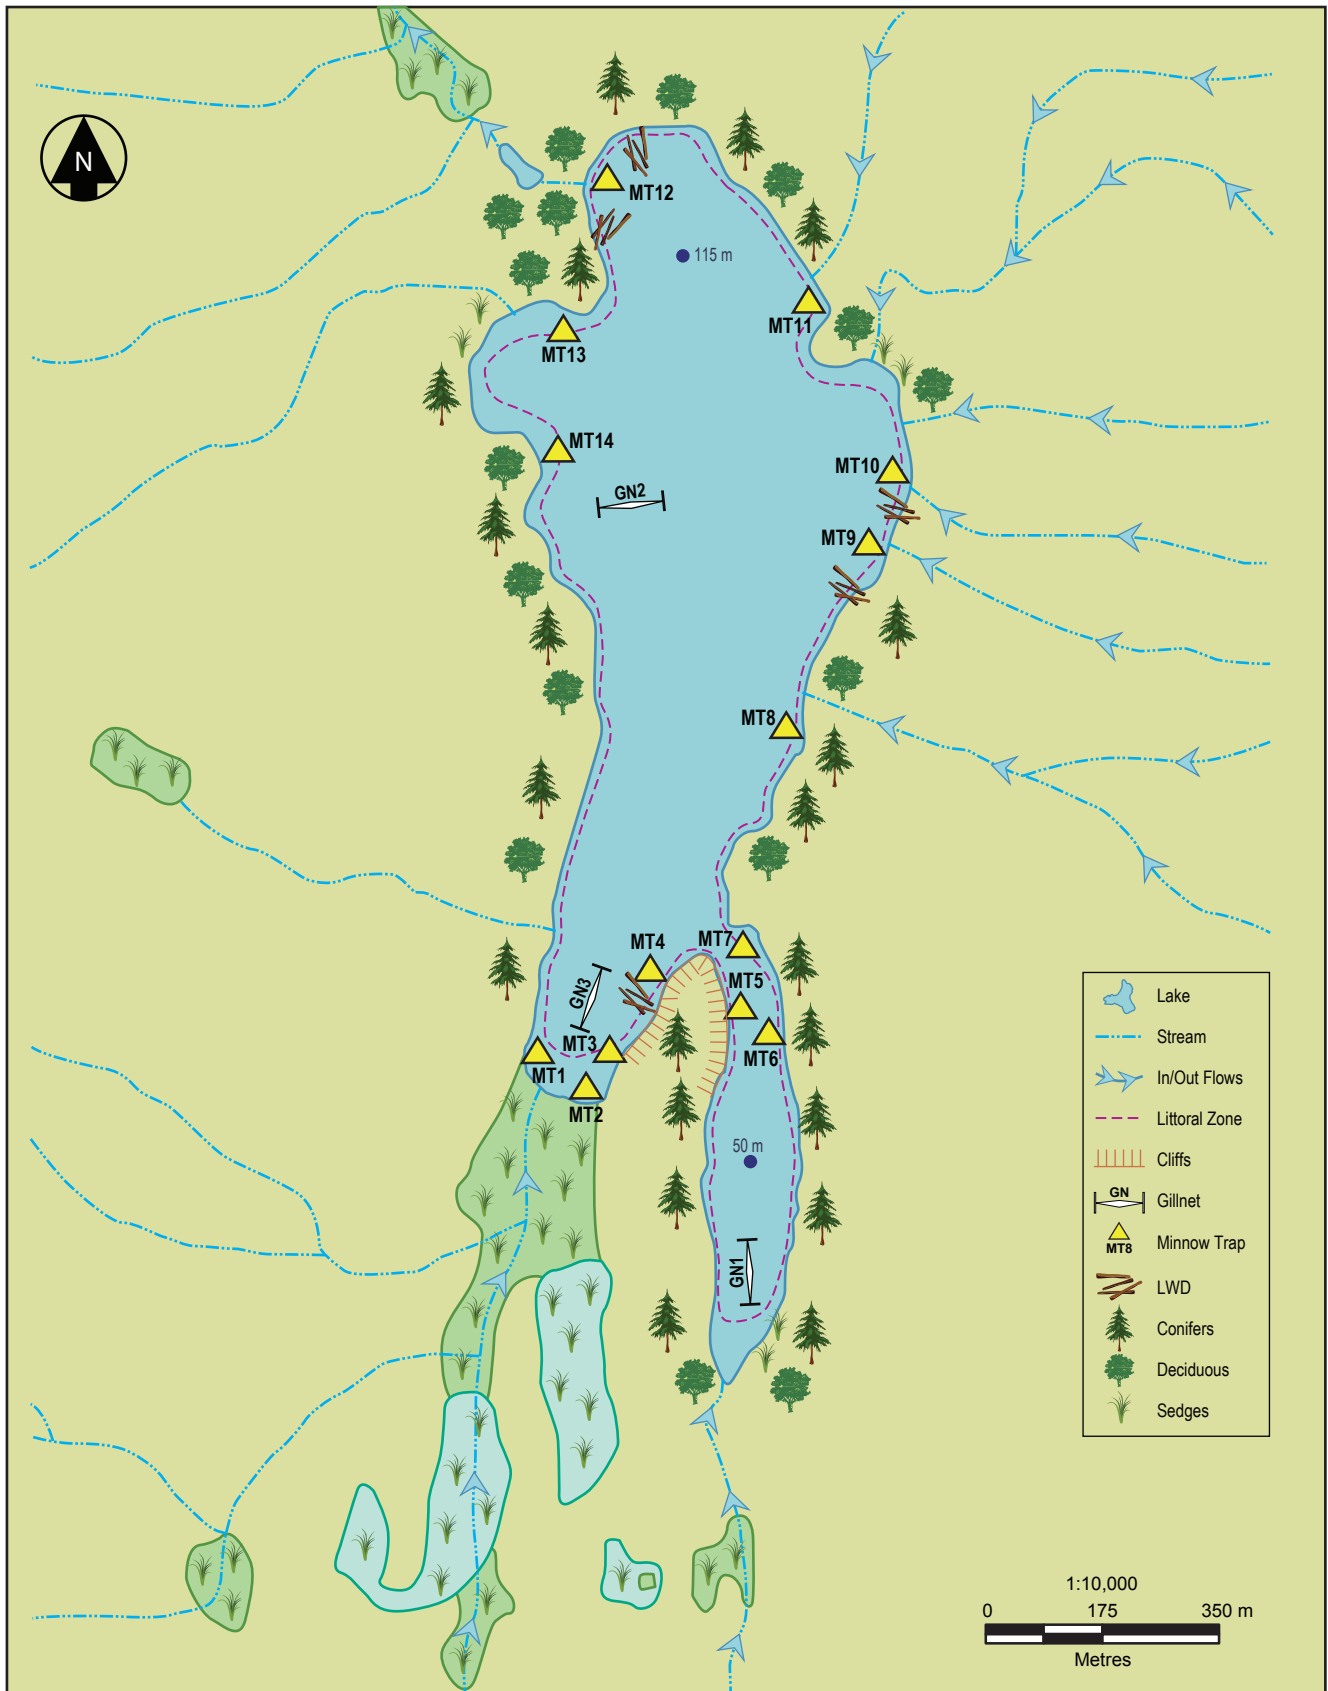 N
MT12
115 m
MT11
MT13
MT14
MT10
GN2
MT9
MT8
MT7
MT4
MT5
GN3
MT3
MT6
MT1
MT2
50 m
GN1
Lake
Stream
In/Out Flows
Littoral Zone
Cliffs
GN
Gillnet
MT8
Minnow Trap
LWD
Conifers
Deciduous
Sedges
1:10,000
0 175 350 m
Metres